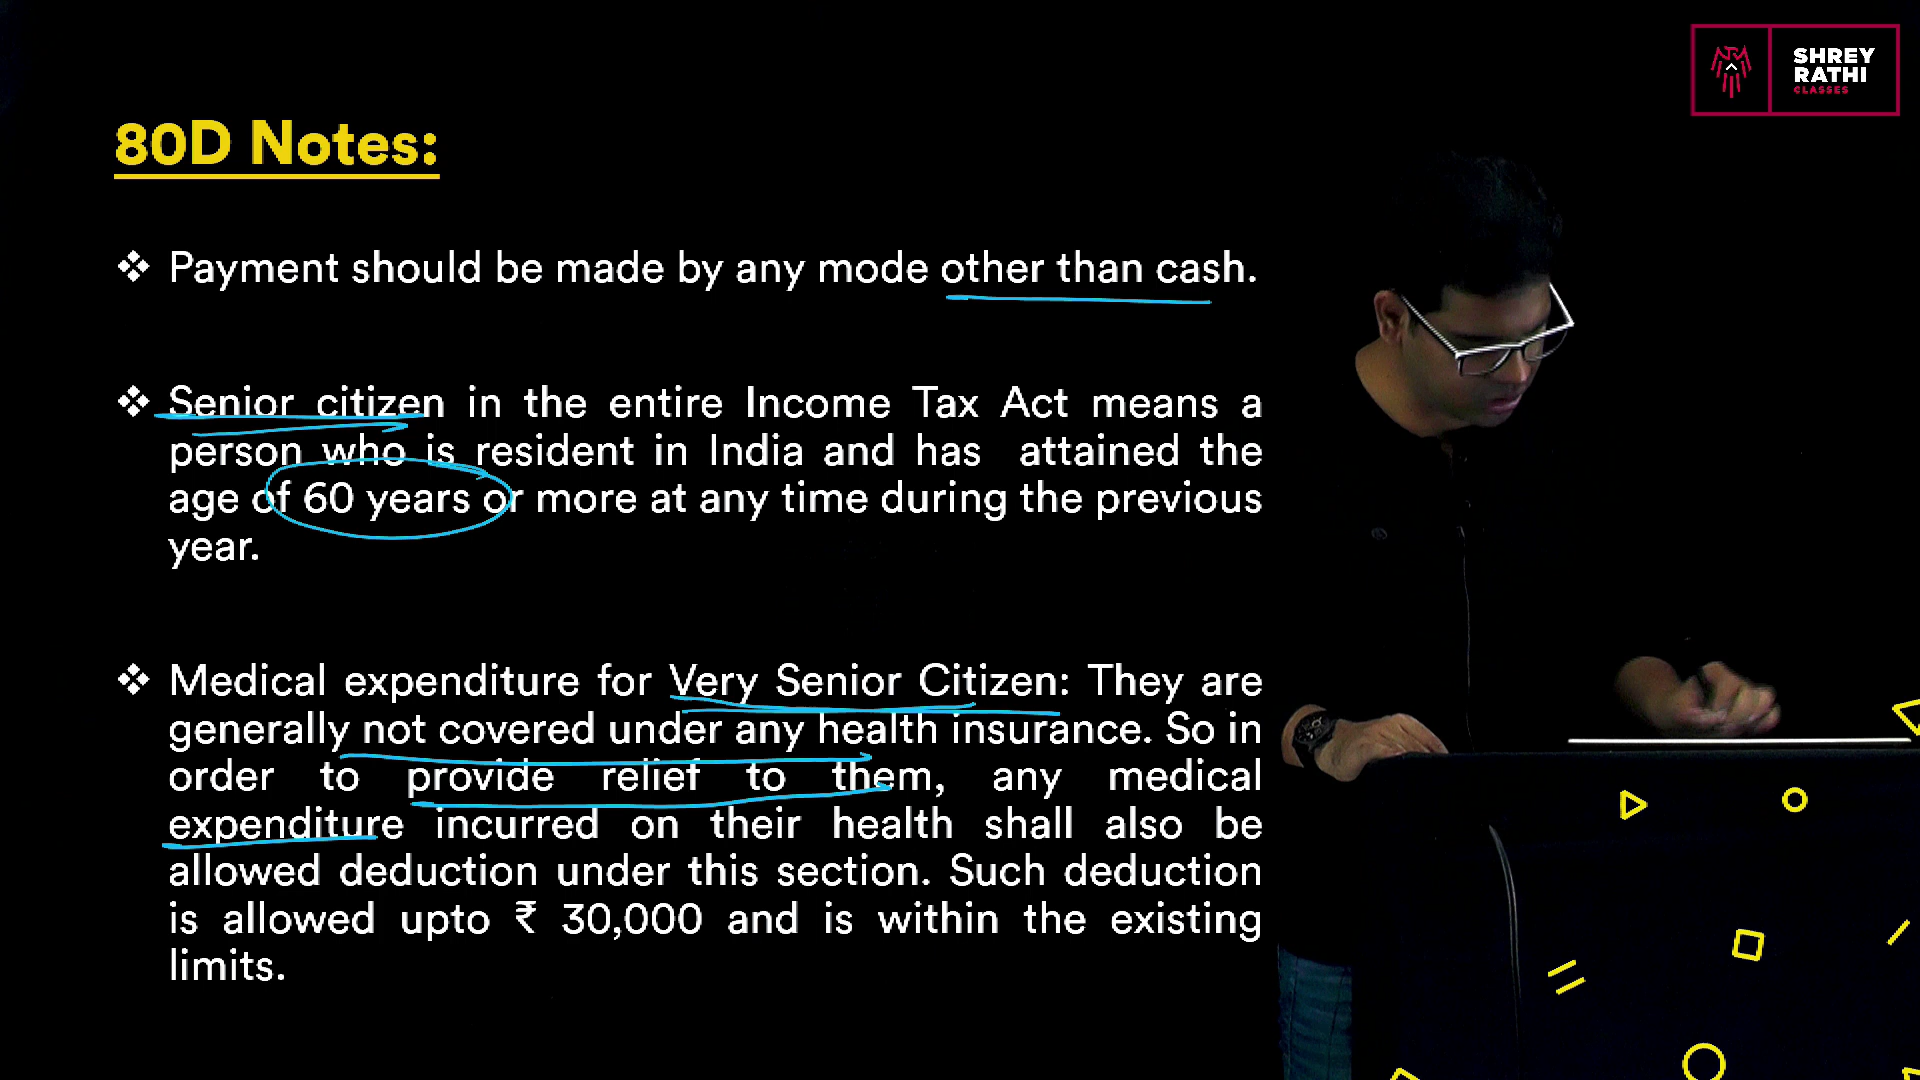 SHREY
RATHI
CLASSES
80D Notes:
❖ Payment should be made by any mode other than cash.
❖ Senior citizen in the entire Income Tax Act means a
person who is resident in India and has attained the
age of 60 years or more at any time during the previous
year.
❖ Medical expenditure for Very Senior Citizen: They are
generally not covered under any health insurance. So in
order to provide relief to them, any medical
expenditure incurred on their health shall also be
allowed deduction under this section. Such deduction
is allowed upto ₹ 30,000 and is within the existing
limits.